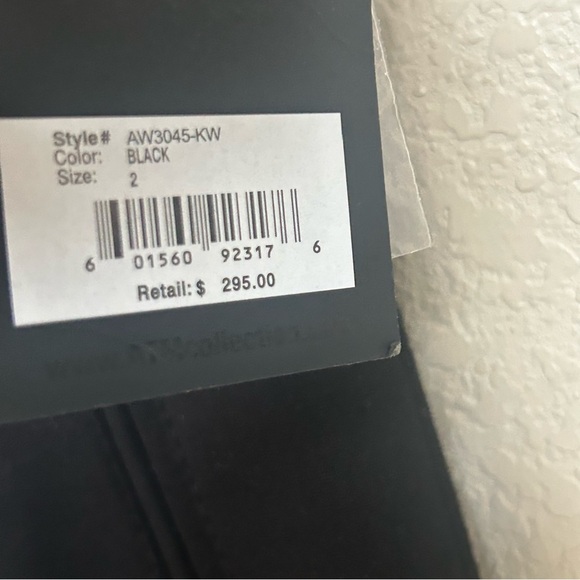 Style# AW3045-KW
Color: BLACK
Size: 2
6 01560 92317 6
Retail: $ 295.00